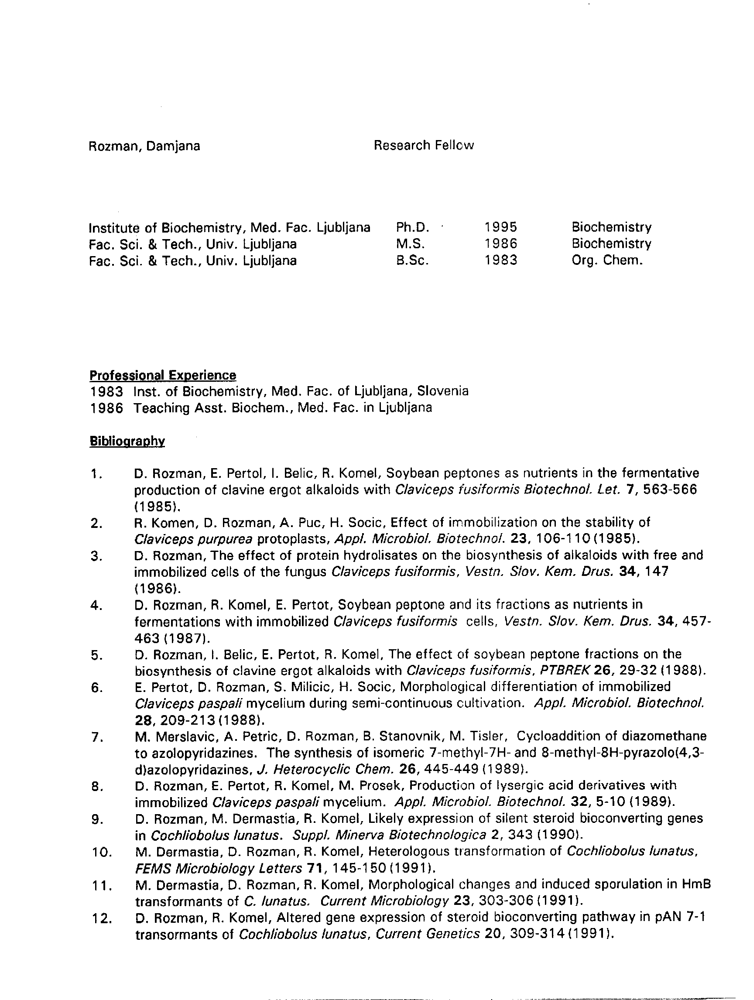 Rozman, Damjana Research Fellow
Institute of Biochemistry, Med. Fac. Ljubljana Ph.D. 1995 Biochemistry
Fac. Sci. & Tech., Univ. Ljubljana M.S. 1986 Biochemistry
Fac. Sci. & Tech., Univ. Ljubljana B.Sc. 1983 Org. Chem.
Professional Experience
1983 Inst. of Biochemistry, Med. Fac. of Ljubljana, Slovenia
1986 Teaching Asst. Biochem., Med. Fac. in Ljubljana
Bibliography
1. D. Rozman, E. Pertol, I. Belic, R. Komel, Soybean peptones as nutrients in the fermentative
production of clavine ergot alkaloids with Claviceps fusiformis Biotechnol. Let. 7, 563-566
(1985).
2. R. Komen, D. Rozman, A. Puc, H. Socic, Effect of immobilization on the stability of
Claviceps purpurea protoplasts, Appl. Microbiol. Biotechnol. 23, 106-110 (1985).
3. D. Rozman, The effect of protein hydrolisates on the biosynthesis of alkaloids with free and
immobilized cells of the fungus Claviceps fusiformis, Vestn. Slov. Kem. Drus. 34, 147
(1986).
4. D. Rozman, R. Komel, E. Pertot, Soybean peptone and its fractions as nutrients in
fermentations with immobilized Claviceps fusiformis cells, Vestn. Slov. Kem. Drus. 34, 457-
463 (1987).
5. D. Rozman, I. Belic, E. Pertot, R. Komel, The effect of soybean peptone fractions on the
biosynthesis of clavine ergot alkaloids with Claviceps fusiformis, PTBREK 26, 29-32 (1988).
6. E. Pertot, D. Rozman, S. Milicic, H. Socic, Morphological differentiation of immobilized
Claviceps paspali mycelium during semi-continuous cultivation. Appl. Microbiol. Biotechnol.
28, 209-213 (1988).
7. M. Merslavic, A. Petric, D. Rozman, B. Stanovnik, M. Tisler, Cycloaddition of diazomethane
to azolopyridazines. The synthesis of isomeric 7-methyl-7H- and 8-methyl-8H-pyrazolo(4,3-
d)azolopyridazines, J. Heterocyclic Chem. 26, 445-449 (1989).
8. D. Rozman, E. Pertot, R. Komel, M. Prosek, Production of lysergic acid derivatives with
immobilized Claviceps paspali mycelium. Appl. Microbiol. Biotechnol. 32, 5-10 (1989).
9. D. Rozman, M. Dermastia, R. Komel, Likely expression of silent steroid bioconverting genes
in Cochliobolus lunatus. Suppl. Minerva Biotechnologica 2, 343 (1990).
10. M. Dermastia, D. Rozman, R. Komel, Heterologous transformation of Cochliobolus lunatus,
FEMS Microbiology Letters 71, 145-150 (1991).
11. M. Dermastia, D. Rozman, R. Komel, Morphological changes and induced sporulation in HmB
transformants of C. lunatus. Current Microbiology 23, 303-306 (1991).
12. D. Rozman, R. Komel, Altered gene expression of steroid bioconverting pathway in pAN 7-1
transormants of Cochliobolus lunatus, Current Genetics 20, 309-314 (1991).